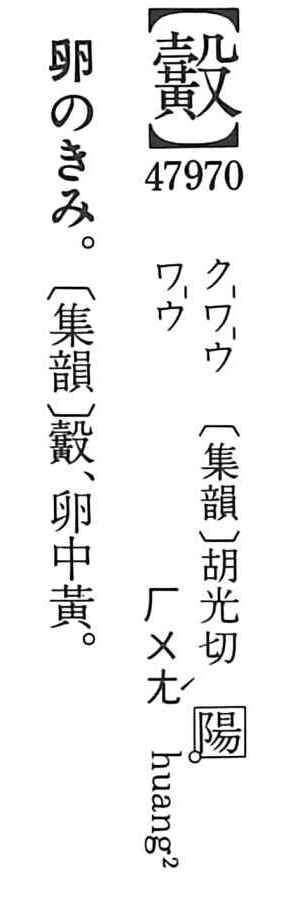 【】
47970
クワウ
ワウ
〔集韻〕胡光切 陽
ㄏㄨㄤˊ huang²
卵のきみ。〔集韻〕、卵中黃。